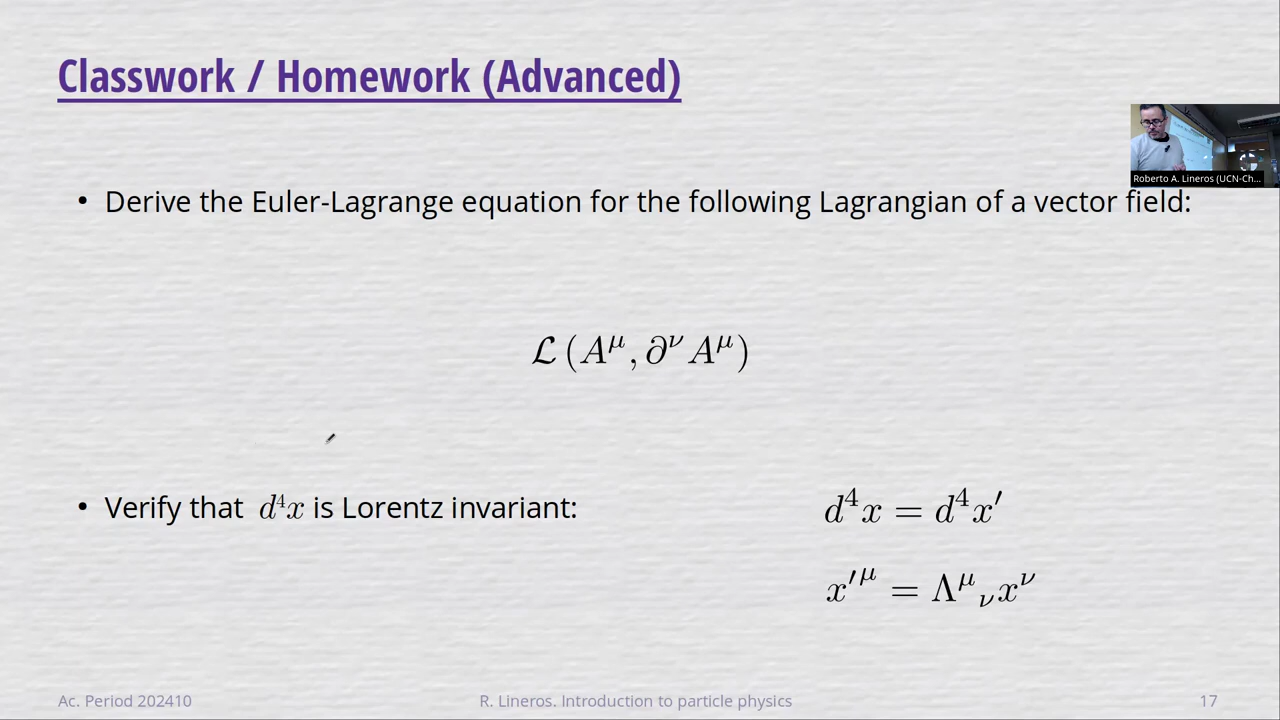 Classwork / Homework (Advanced)
Roberto A. Lineros (UCN-Ch...
• Derive the Euler-Lagrange equation for the following Lagrangian of a vector field:
ℒ (A^μ, ∂^ν A^μ)
• Verify that d⁴x is Lorentz invariant:
d⁴x = d⁴x′
x′^μ = Λ^μ_ν x^ν
Ac. Period 202410
R. Lineros. Introduction to particle physics
17